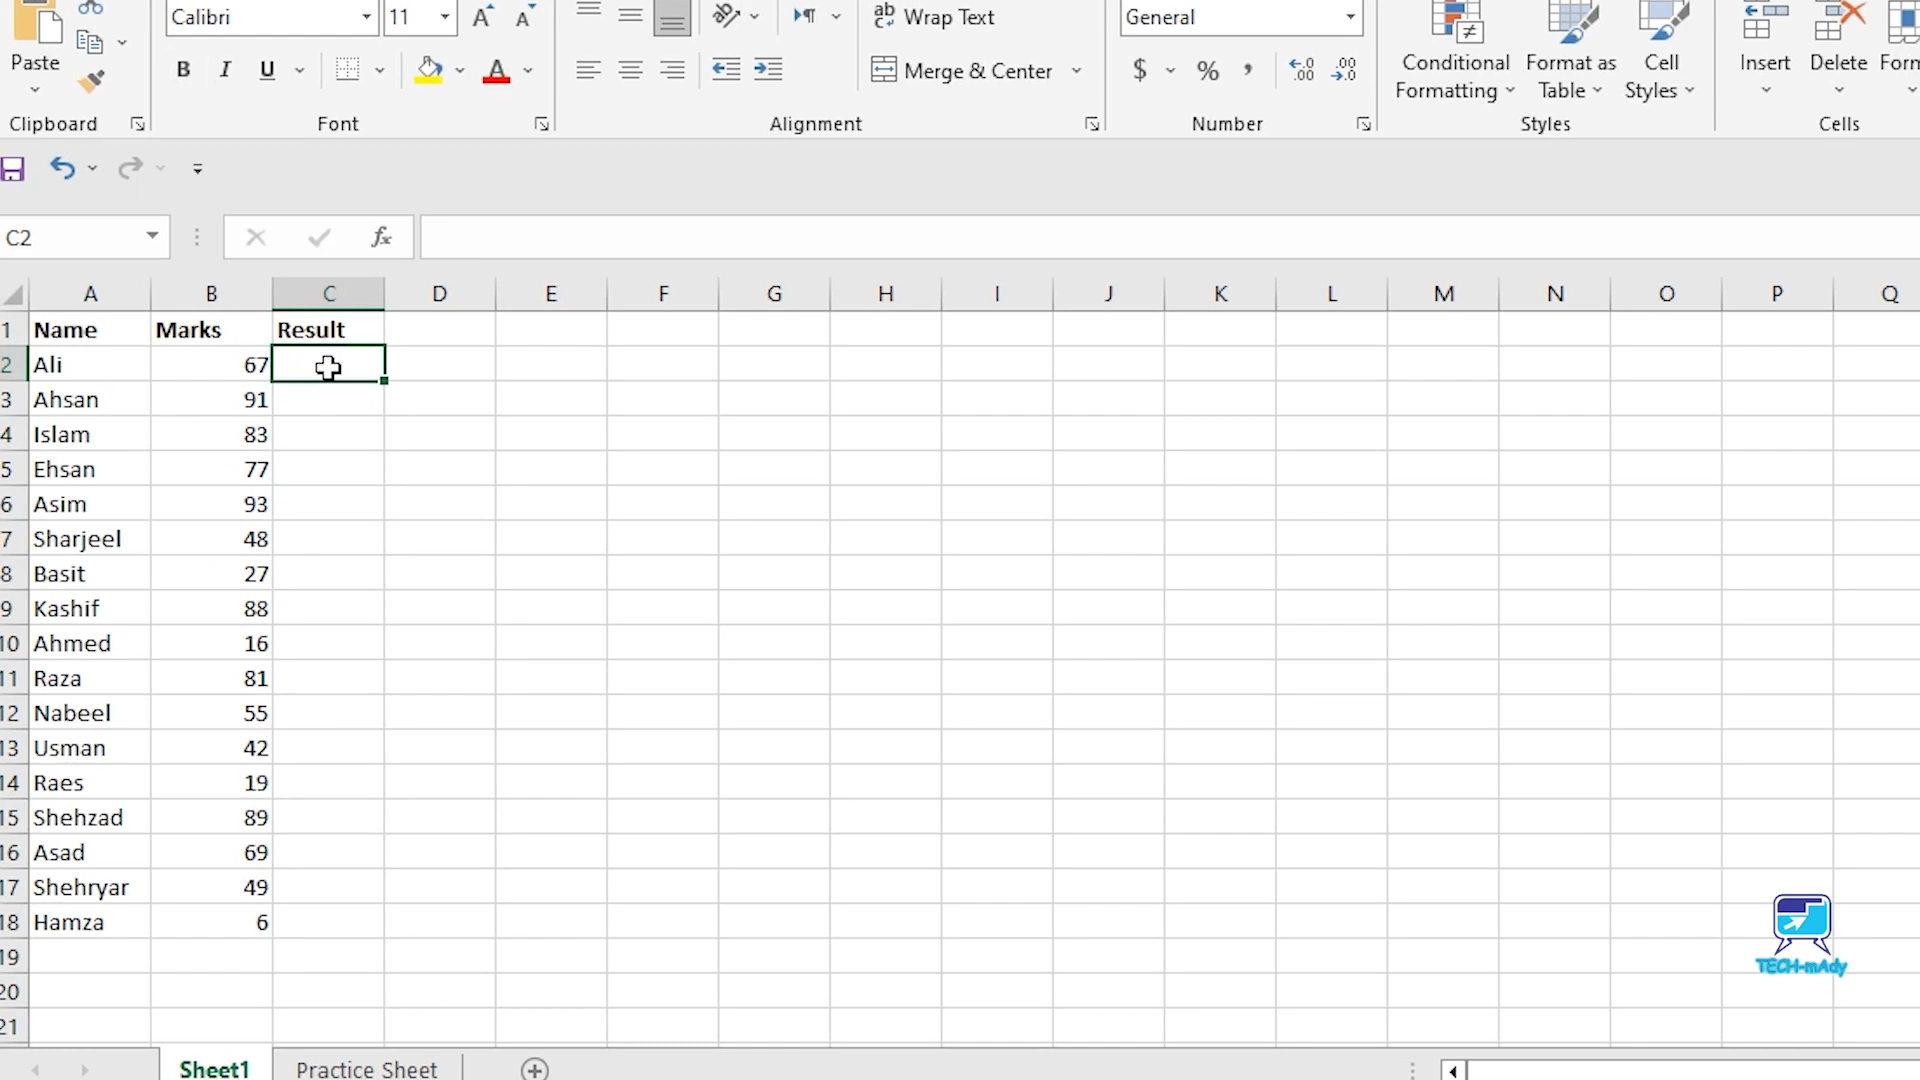 Calibri 11 Wrap Text General
Paste B I U Merge & Center $ % , Conditional Formatting Format as Table Cell Styles Insert Delete Form
Clipboard Font Alignment Number Styles Cells
C2 fx
A B C D E F G H I J K L M N O P Q
1 Name Marks Result
2 Ali 67
3 Ahsan 91
4 Islam 83
5 Ehsan 77
6 Asim 93
7 Sharjeel 48
8 Basit 27
9 Kashif 88
10 Ahmed 16
11 Raza 81
12 Nabeel 55
13 Usman 42
14 Raes 19
15 Shehzad 89
16 Asad 69
17 Shehryar 49
18 Hamza 6
19
20
21
TECH-mAdy
Sheet1 Practice Sheet